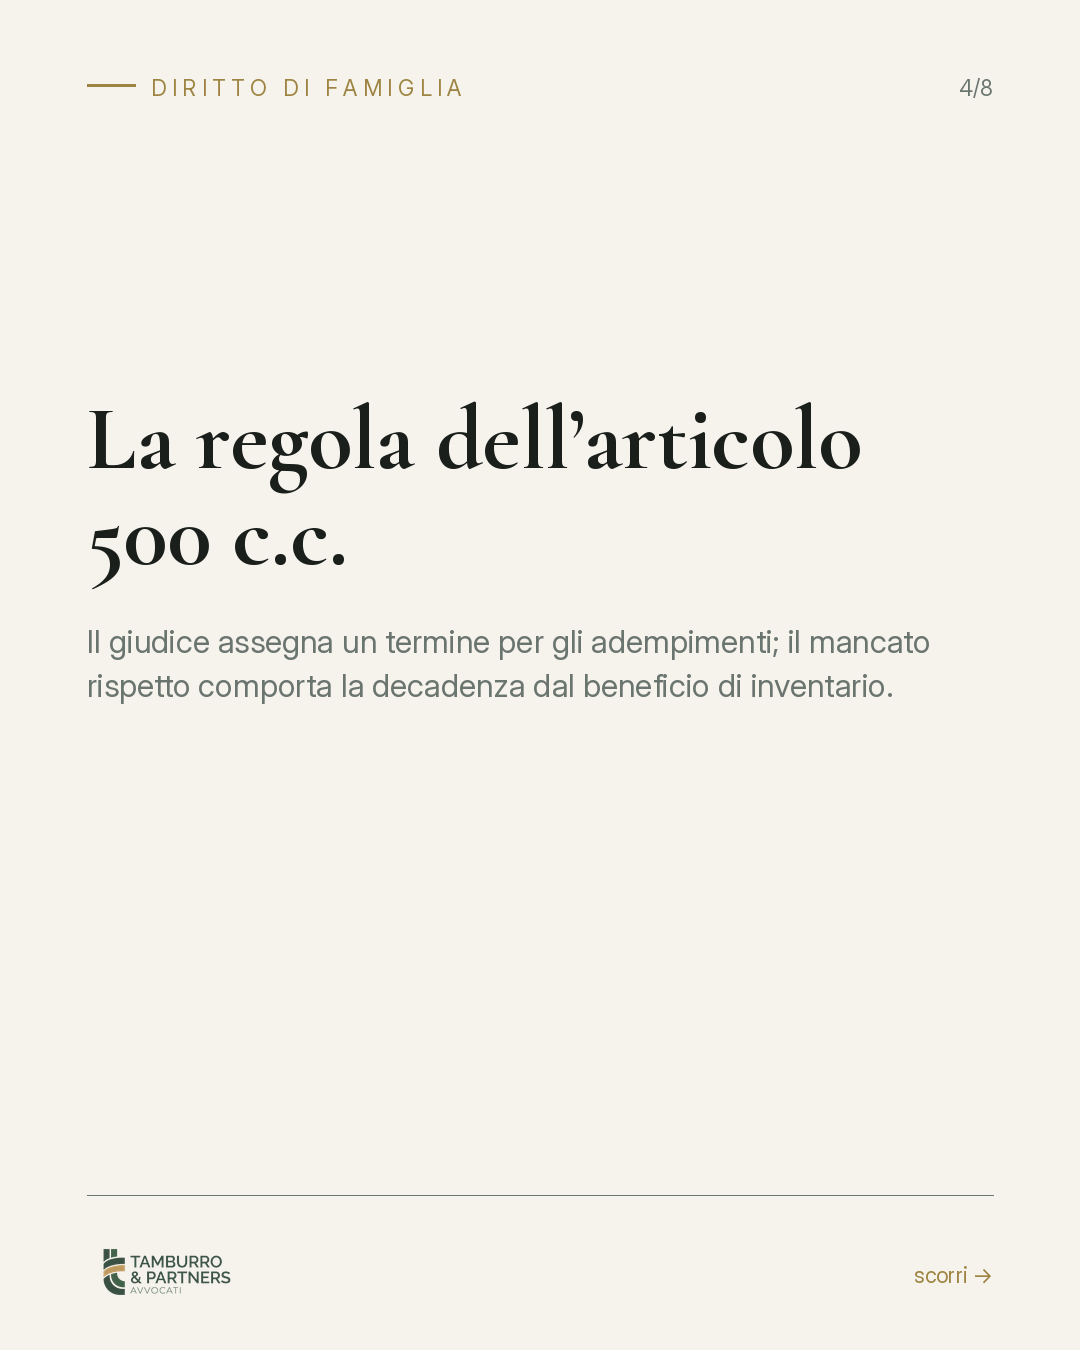 DIRITTO DI FAMIGLIA
4/8
La regola dell’articolo
500 c.c.
Il giudice assegna un termine per gli adempimenti; il mancato
rispetto comporta la decadenza dal beneficio di inventario.
TAMBURRO
& PARTNERS
AVVOCATI
scorri →